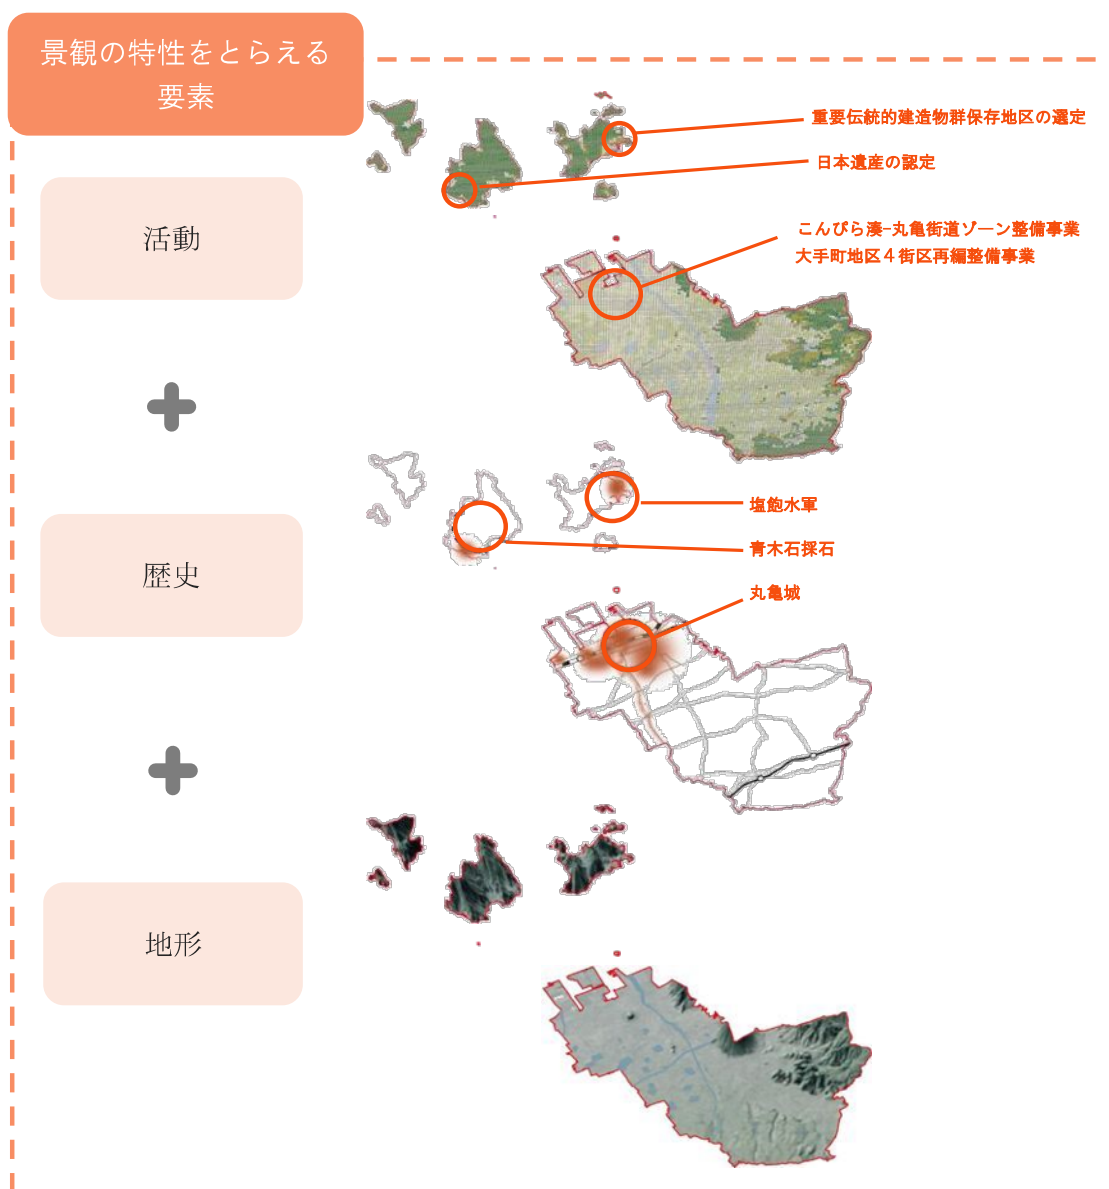 景観の特性をとらえる
要素
重要伝統的建造物群保存地区の選定
日本遺産の認定
活動
こんぴら湊-丸亀街道ゾーン整備事業
大手町地区４街区再編整備事業
塩飽水軍
青木石採石
歴史
丸亀城
地形